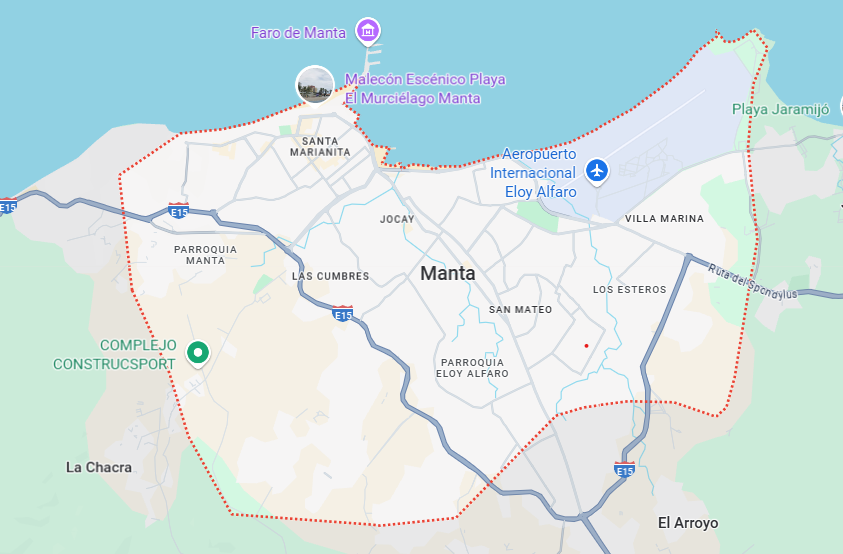 Faro de Manta
Malecón Escénico Playa
El Murciélago Manta
Playa Jaramijó
SANTA
MARIANITA
Aeropuerto
Internacional
Eloy Alfaro
E15
E15
JOCAY
VILLA MARINA
PARROQUIA
MANTA
LAS CUMBRES
Manta
Ruta del Spondylus
LOS ESTEROS
E15
SAN MATEO
COMPLEJO
CONSTRUCSPORT
PARROQUIA
ELOY ALFARO
La Chacra
E15
El Arroyo